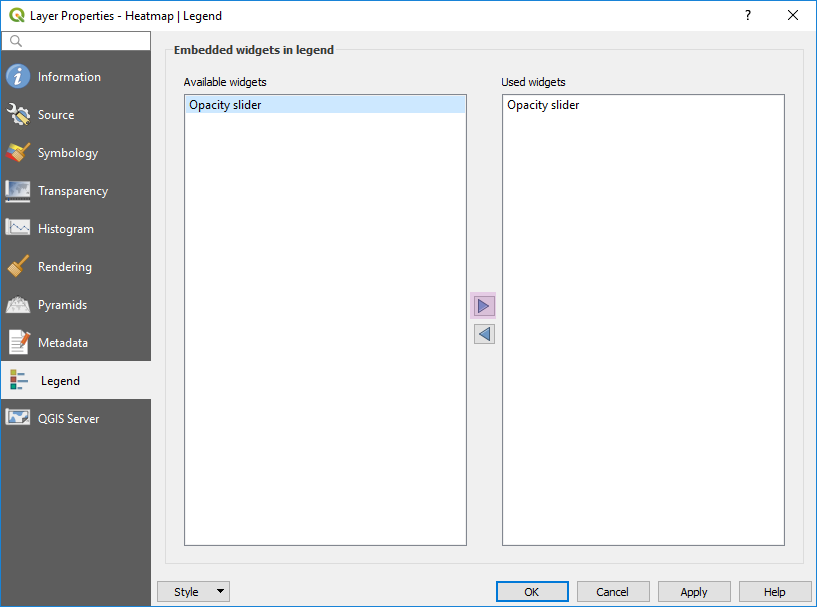 Layer Properties - Heatmap | Legend
?
Information
Source
Symbology
Transparency
Histogram
Rendering
Pyramids
Metadata
Legend
QGIS Server
Embedded widgets in legend
Available widgets
Opacity slider
Used widgets
Opacity slider
Style
OK
Cancel
Apply
Help